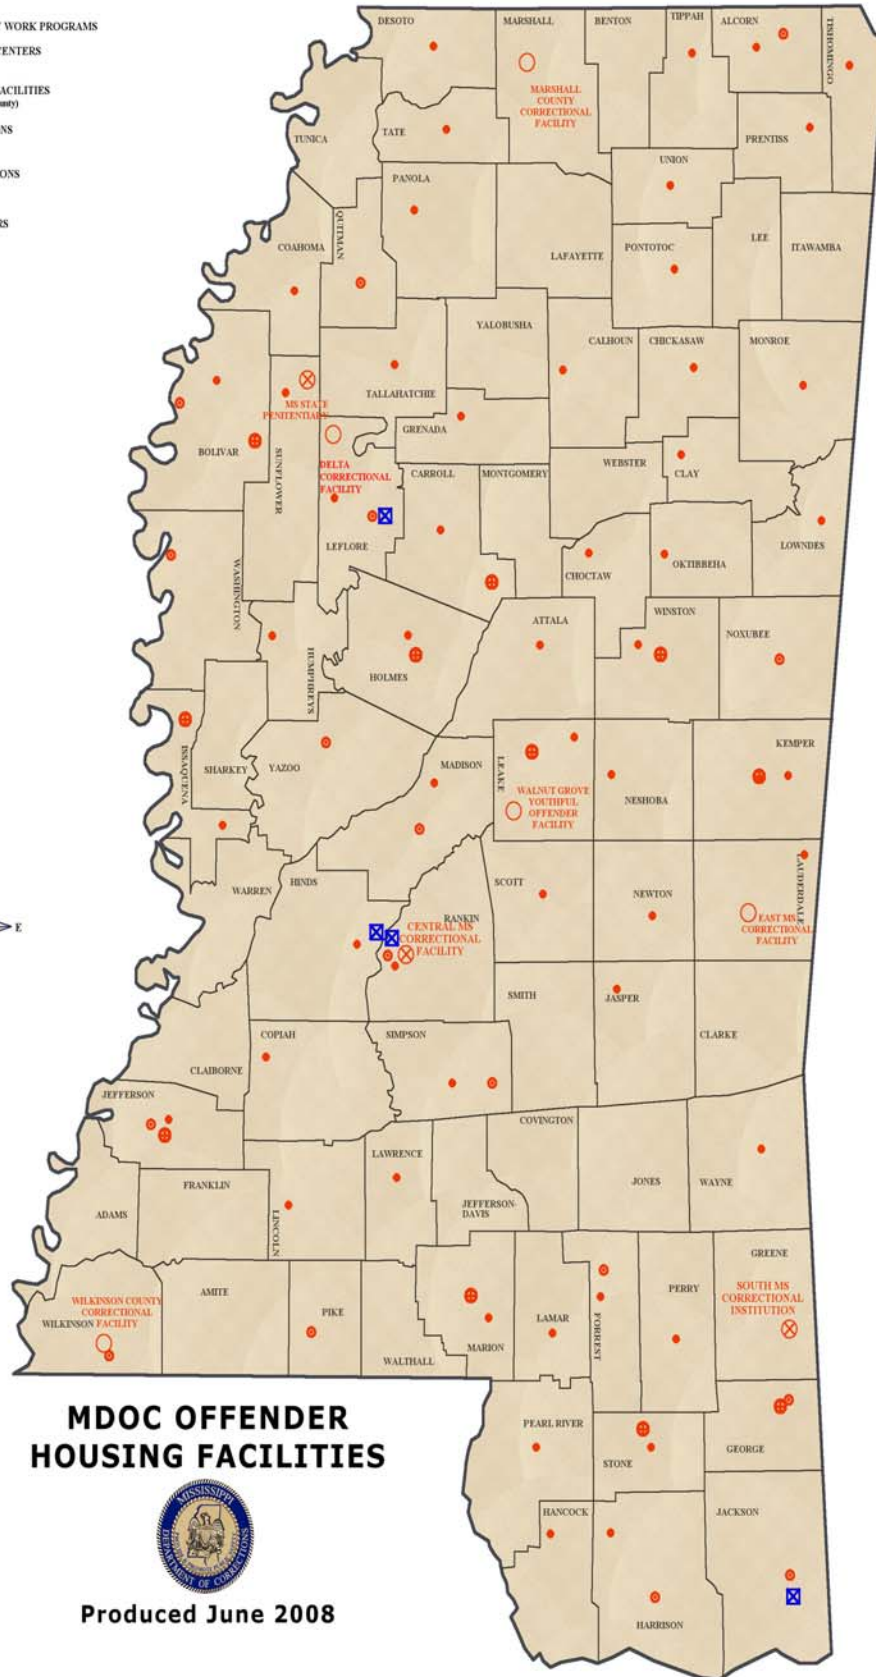 WORK PROGRAMS
CENTERS
ACILITIES
unty)
NS
ONS
RS
DESOTO
MARSHALL
BENTON
TIPPAH
ALCORN
TISHOMINGO
MARSHALL
COUNTY
CORRECTIONAL
FACILITY
TUNICA
TATE
PRENTISS
UNION
PANOLA
QUITMAN
COAHOMA
LAFAYETTE
PONTOTOC
LEE
ITAWAMBA
YALOBUSHA
CALHOUN
CHICKASAW
MONROE
TALLAHATCHIE
MS STATE
PENITENTIARY
GRENADA
BOLIVAR
SUNFLOWER
DELTA
CORRECTIONAL
FACILITY
CARROLL
MONTGOMERY
WEBSTER
CLAY
LEFLORE
LOWNDES
WASHINGTON
CHOCTAW
OKTIBBEHA
ATTALA
WINSTON
NOXUBEE
HUMPHREYS
HOLMES
ISSAQUENA
SHARKEY
YAZOO
MADISON
LEAKE
WALNUT GROVE
YOUTHFUL
OFFENDER
FACILITY
NESHOBA
KEMPER
WARREN
HINDS
SCOTT
NEWTON
LAUDERDALE
RANKIN
CENTRAL MS
CORRECTIONAL
FACILITY
EAST MS
CORRECTIONAL
FACILITY
E
SMITH
JASPER
CLARKE
COPIAH
SIMPSON
CLAIBORNE
JEFFERSON
COVINGTON
LAWRENCE
FRANKLIN
JONES
WAYNE
ADAMS
LINCOLN
JEFFERSON-
DAVIS
GREENE
SOUTH MS
CORRECTIONAL
INSTITUTION
AMITE
WILKINSON COUNTY
CORRECTIONAL
FACILITY
WILKINSON
PIKE
WALTHALL
MARION
LAMAR
FORREST
PERRY
MDOC OFFENDER
HOUSING FACILITIES
PEARL RIVER
STONE
GEORGE
HANCOCK
JACKSON
HARRISON
MISSISSIPPI
DEPARTMENT OF CORRECTIONS
Produced June 2008